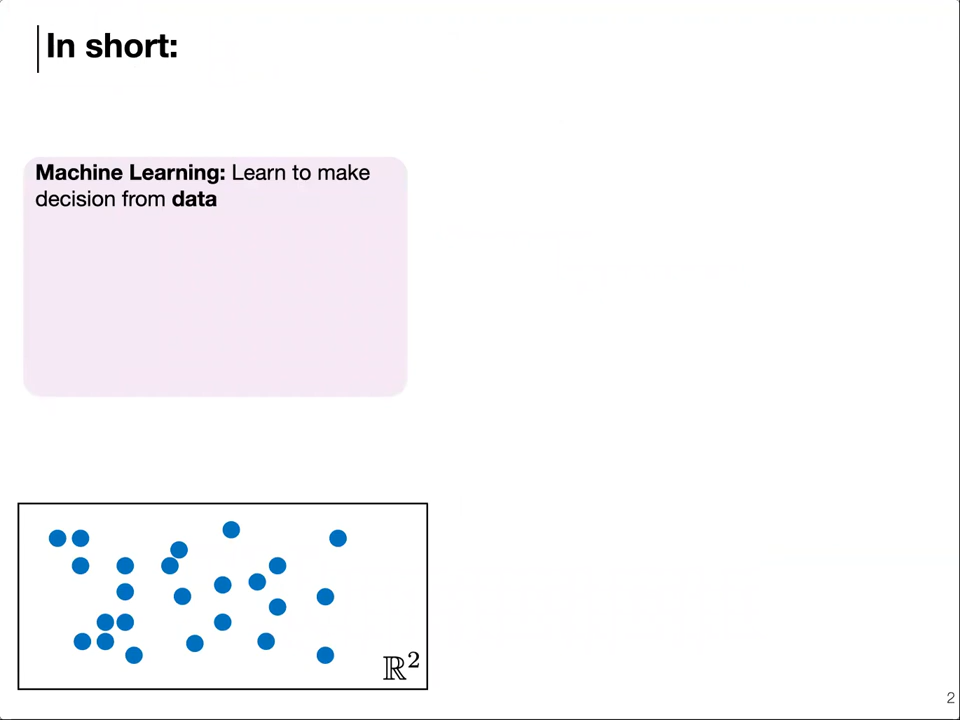 In short:
Machine Learning: Learn to make
decision from data
ℝ²
2